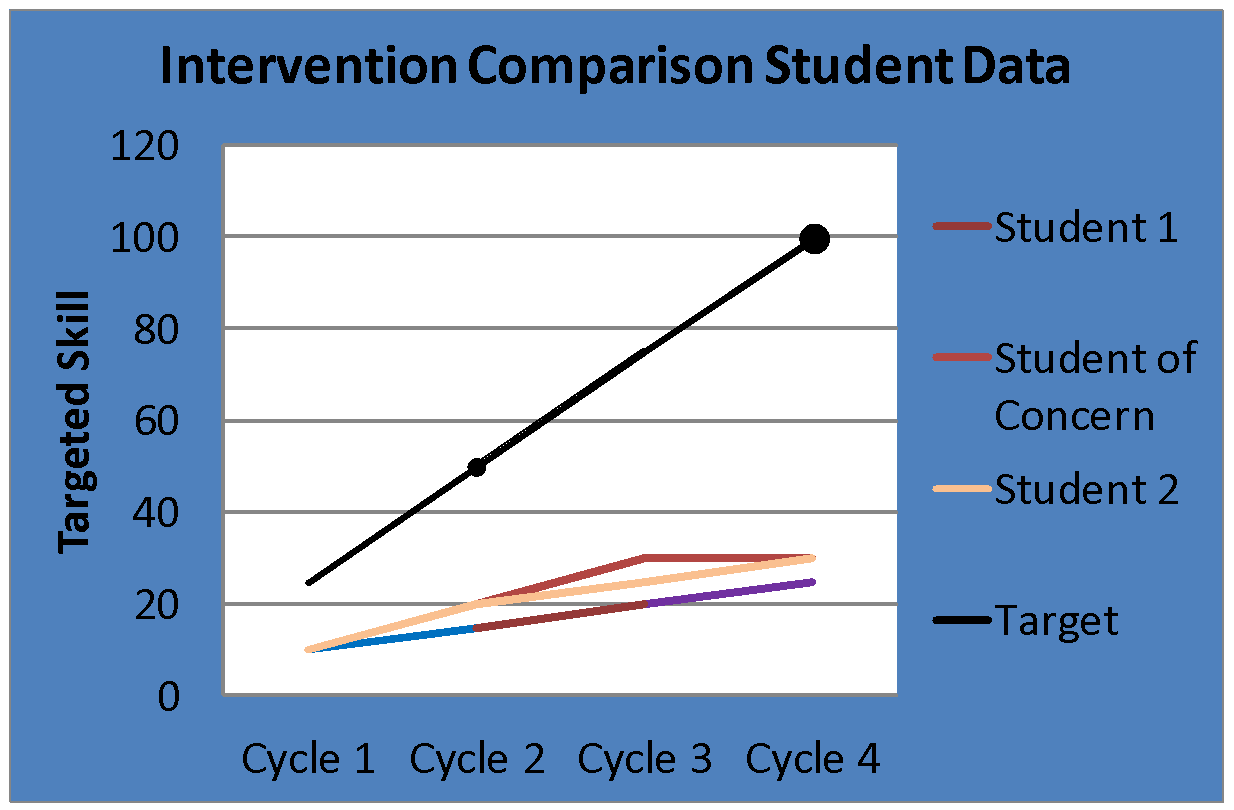 Intervention Comparison Student Data
Targeted Skill
120
100
80
60
40
20
0
Cycle 1 Cycle 2 Cycle 3 Cycle 4
Student 1
Student of
Concern
Student 2
Target